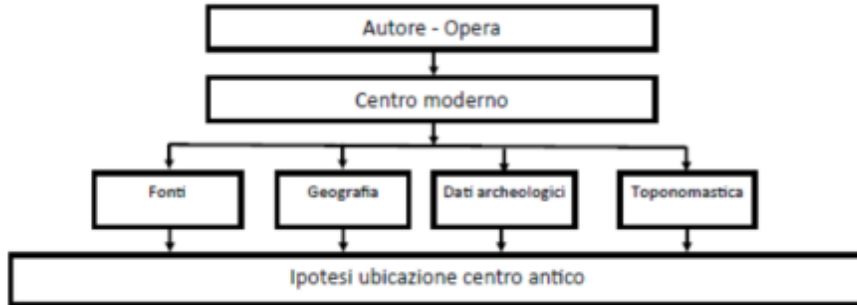 Autore - Opera
Centro moderno
Fonti
Geografia
Dati archeologici
Toponomastica
Ipotesi ubicazione centro antico